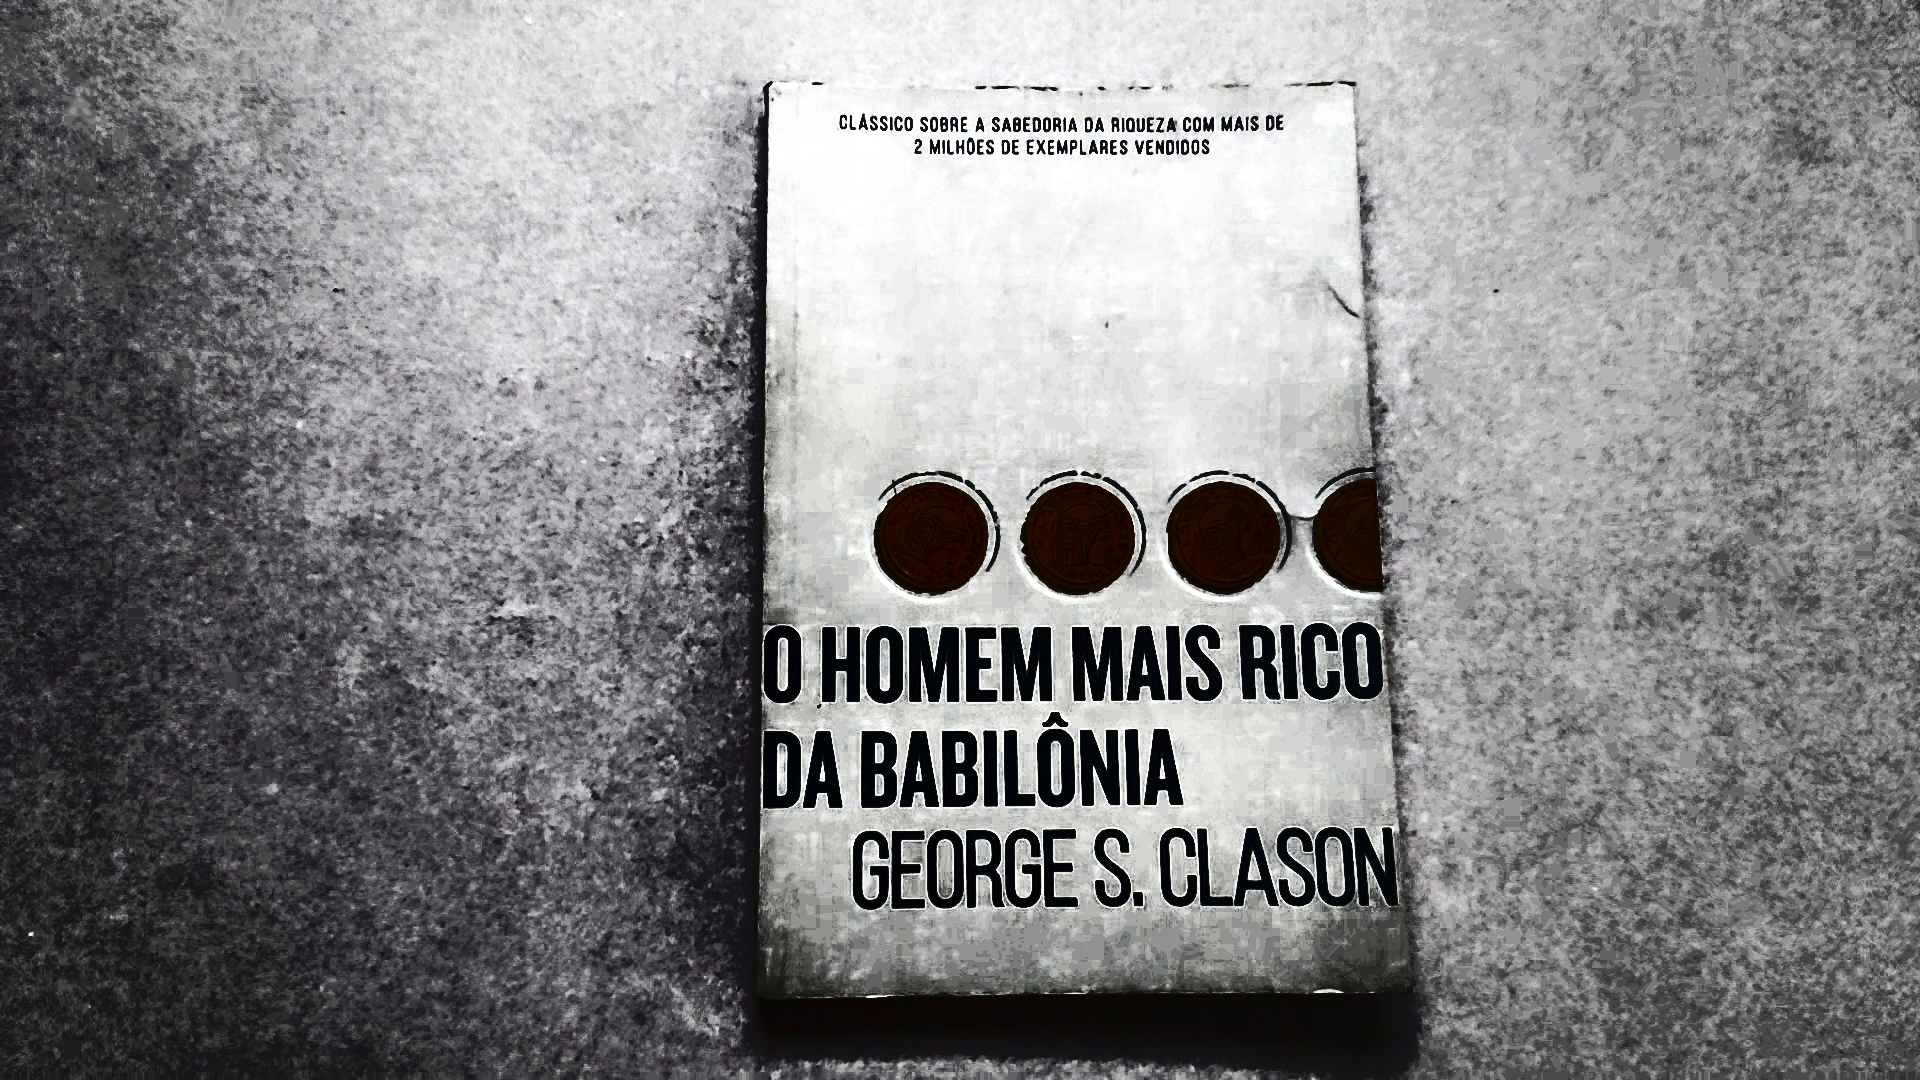 CLÁSSICO SOBRE A SABEDORIA DA RIQUEZA COM MAIS DE
2 MILHÕES DE EXEMPLARES VENDIDOS
O HOMEM MAIS RICO
DA BABILÔNIA
GEORGE S. CLASON